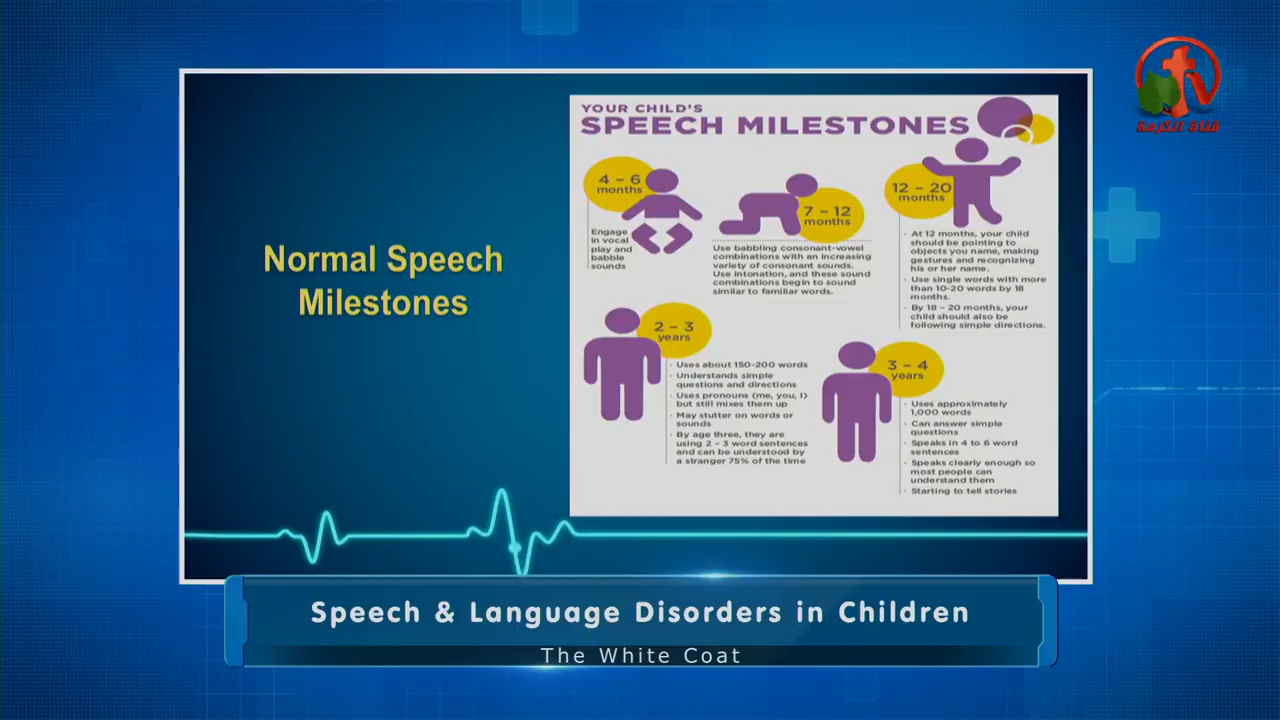 قناة الكرمة
Normal Speech
Milestones
YOUR CHILD'S
SPEECH MILESTONES
4 – 6
months
Engage
in vocal
play and
babble
sounds
7 – 12
months
Use babbling consonant-vowel
combinations with an increasing
variety of consonant sounds.
Use intonation, and these sound
combinations begin to sound
similar to familiar words.
12 – 20
months
· At 12 months, your child
should be pointing to
objects you name, making
gestures and recognizing
his or her name.
· Use single words with more
than 10-20 words by 18
months.
· By 18 – 20 months, your
child should also be
following simple directions.
2 – 3
years
· Uses about 150-200 words
· Understands simple
questions and directions
· Uses pronouns (me, you, I)
but still mixes them up
· May stutter on words or
sounds
· By age three, they are
using 2 – 3 word sentences
and can be understood by
a stranger 75% of the time
3 – 4
years
· Uses approximately
1,000 words
· Can answer simple
questions
· Speaks in 4 to 6 word
sentences
· Speaks clearly enough so
most people can
understand them
· Starting to tell stories
Speech & Language Disorders in Children
The White Coat